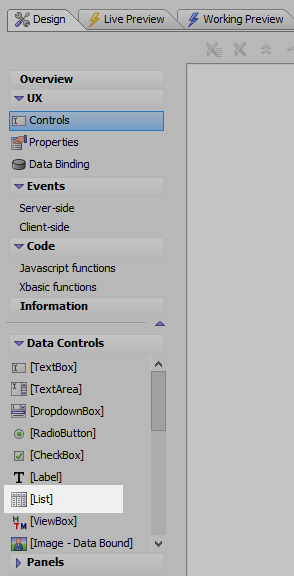 Design Live Preview Working Preview
Overview
UX
Controls
Properties
Data Binding
Events
Server-side
Client-side
Code
Javascript functions
Xbasic functions
Information
Data Controls
[TextBox]
[TextArea]
[DropdownBox]
[RadioButton]
[CheckBox]
T [Label]
[List]
HTM [ViewBox]
[Image - Data Bound]
Panels